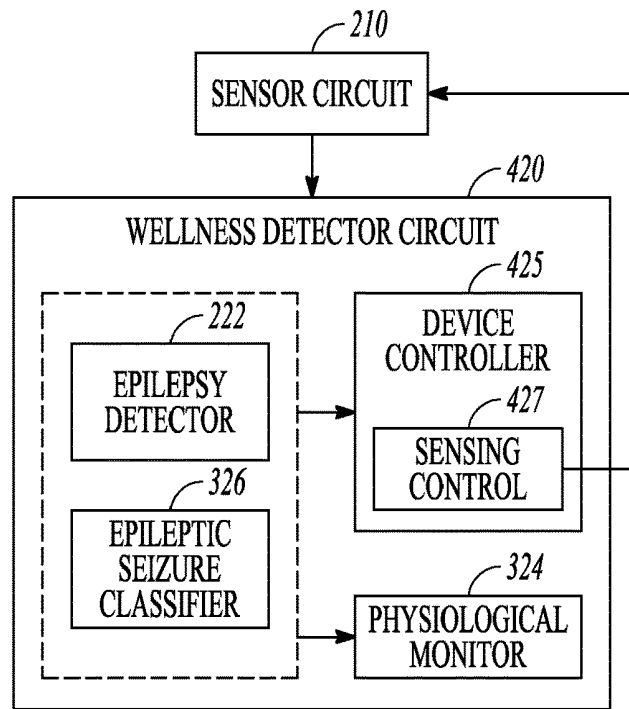 210
SENSOR CIRCUIT
420
WELLNESS DETECTOR CIRCUIT
222
EPILEPSY
DETECTOR
326
EPILEPTIC
SEIZURE
CLASSIFIER
425
DEVICE
CONTROLLER
427
SENSING
CONTROL
324
PHYSIOLOGICAL
MONITOR